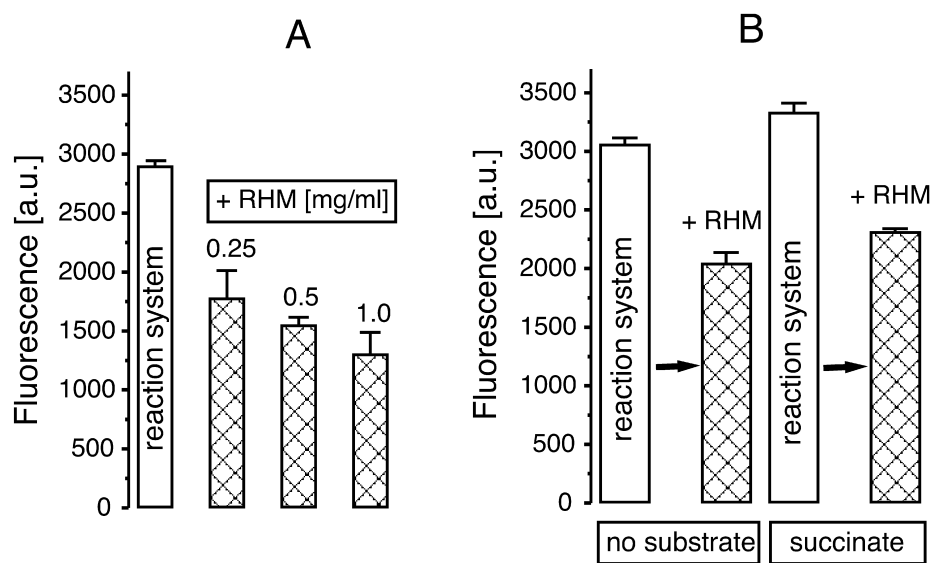 A
Fluorescence [a.u.]
3500
3000
2500
2000
1500
1000
500
0
reaction system
+ RHM [mg/ml]
0.25
0.5
1.0
B
Fluorescence [a.u.]
3500
3000
2500
2000
1500
1000
500
0
reaction system
+ RHM
reaction system
+ RHM
no substrate
succinate